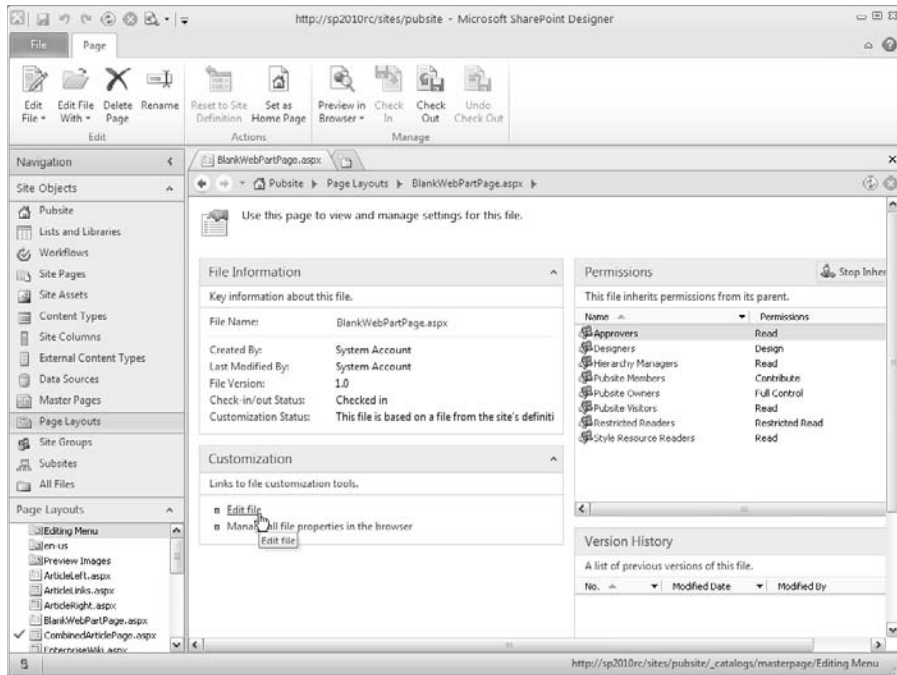 http://sp2010rc/sites/pubsite - Microsoft SharePoint Designer
File Page
Edit File
Edit File With
Delete Page
Rename
Reset to Site Definition
Set as Home Page
Preview in Browser
Check In
Check Out
Undo Check Out
Edit
Actions
Manage
Navigation
BlankWebPartPage.aspx
Site Objects
Pubsite Page Layouts BlankWebPartPage.aspx
Pubsite
Lists and Libraries
Workflows
Site Pages
Site Assets
Content Types
Site Columns
External Content Types
Data Sources
Master Pages
Page Layouts
Site Groups
Subsites
All Files
Page Layouts
Editing Menu
en-us
Preview Images
ArticleLeft.aspx
ArticleLinks.aspx
ArticleRight.aspx
BlankWebPartPage.aspx
CombinedArticlePage.aspx
EnterpriseWiki.aspx
Use this page to view and manage settings for this file.
File Information
Key information about this file.
File Name: BlankWebPartPage.aspx
Created By: System Account
Last Modified By: System Account
File Version: 1.0
Check-in/out Status: Checked in
Customization Status: This file is based on a file from the site's definiti
Customization
Links to file customization tools.
Edit file
Manage all file properties in the browser
Edit file
Permissions
Stop Inher
This file inherits permissions from its parent.
Name Permissions
Approvers Read
Designers Design
Hierarchy Managers Read
Pubsite Members Contribute
Pubsite Owners Full Control
Pubsite Visitors Read
Restricted Readers Restricted Read
Style Resource Readers Read
Version History
A list of previous versions of this file.
No. Modified Date Modified By
http://sp2010rc/sites/pubsite/_catalogs/masterpage/Editing Menu